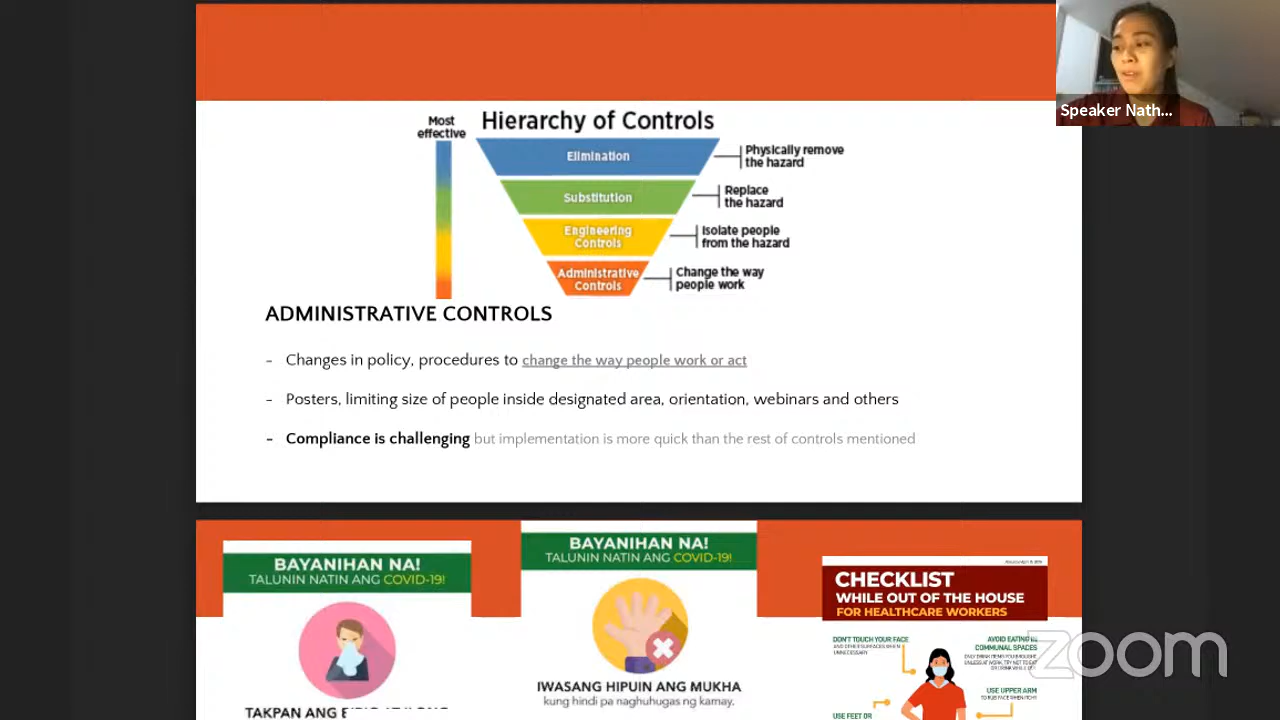 Speaker Nath...
Hierarchy of Controls
Most
effective
Elimination
Physically remove
the hazard
Substitution
Replace
the hazard
Engineering
Controls
Isolate people
from the hazard
Administrative
Controls
Change the way
people work
ADMINISTRATIVE CONTROLS
- Changes in policy, procedures to change the way people work or act
- Posters, limiting size of people inside designated area, orientation, webinars and others
- Compliance is challenging but implementation is more quick than the rest of controls mentioned
BAYANIHAN NA!
TALUNIN NATIN ANG COVID-19!
TAKPAN ANG
BAYANIHAN NA!
TALUNIN NATIN ANG COVID-19!
IWASANG HIPUIN ANG MUKHA
kung hindi pa naghuhugas ng kamay.
CHECKLIST
WHILE OUT OF THE HOUSE
FOR HEALTHCARE WORKERS
DON'T TOUCH YOUR FACE
AND OTHER SURFACES WHEN
UNNECESSARY
AVOID EATING IN
COMMUNAL SPACES
USE UPPER ARM
USE FEET OR
zoom